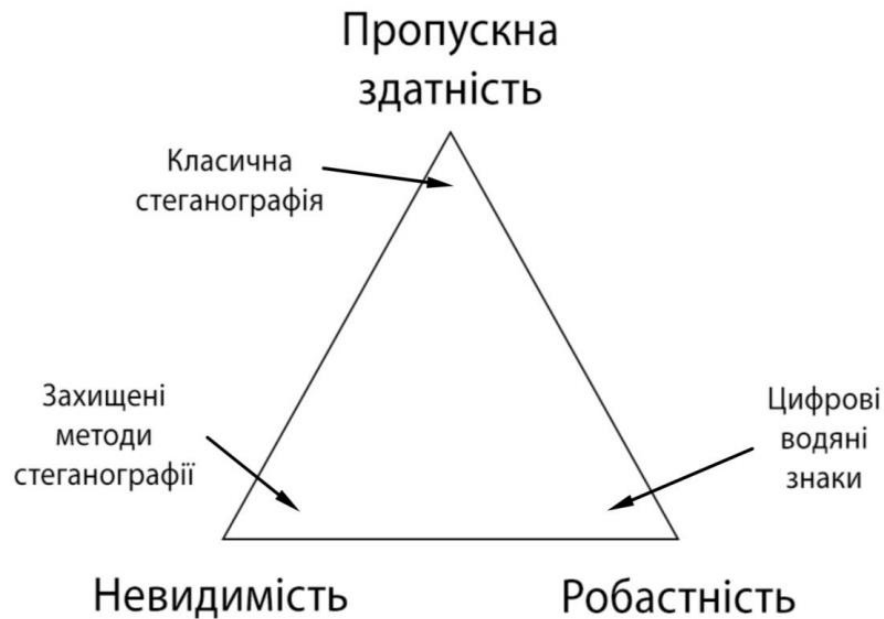 Пропускна
здатність
Класична
стеганографія
Захищені
методи
стеганографії
Цифрові
водяні
знаки
Невидимість
Робастність